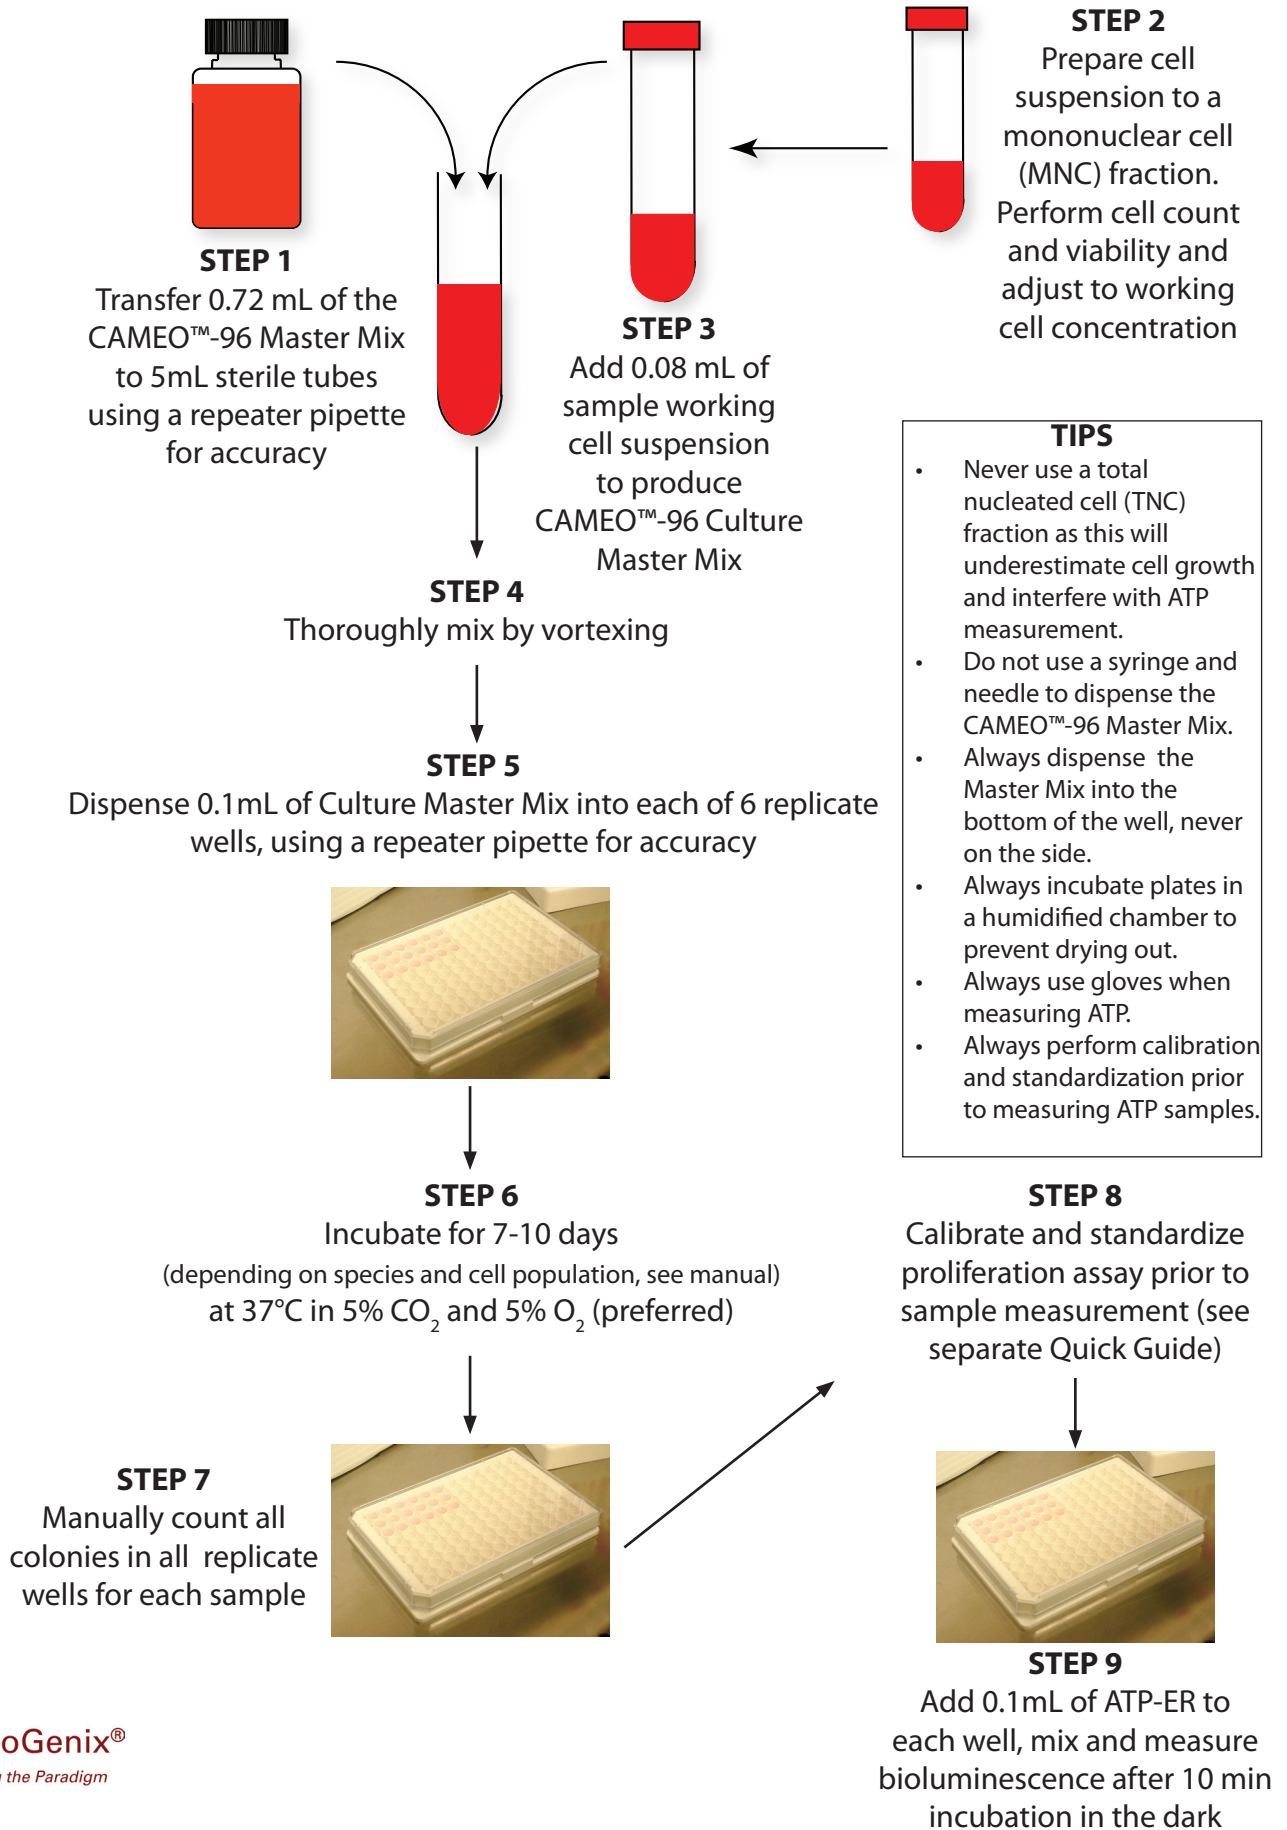 STEP 1
Transfer 0.72 mL of the
CAMEO™-96 Master Mix
to 5mL sterile tubes
using a repeater pipette
for accuracy
STEP 2
Prepare cell
suspension to a
mononuclear cell
(MNC) fraction.
Perform cell count
and viability and
adjust to working
cell concentration
STEP 3
Add 0.08 mL of
sample working
cell suspension
to produce
CAMEO™-96 Culture
Master Mix
STEP 4
Thoroughly mix by vortexing
STEP 5
Dispense 0.1mL of Culture Master Mix into each of 6 replicate
wells, using a repeater pipette for accuracy
TIPS
• Never use a total
nucleated cell (TNC)
fraction as this will
underestimate cell growth
and interfere with ATP
measurement.
• Do not use a syringe and
needle to dispense the
CAMEO™-96 Master Mix.
• Always dispense the
Master Mix into the
bottom of the well, never
on the side.
• Always incubate plates in
a humidified chamber to
prevent drying out.
• Always use gloves when
measuring ATP.
• Always perform calibration
and standardization prior
to measuring ATP samples.
STEP 6
Incubate for 7-10 days
(depending on species and cell population, see manual)
at 37°C in 5% CO₂ and 5% O₂ (preferred)
STEP 7
Manually count all
colonies in all replicate
wells for each sample
STEP 8
Calibrate and standardize
proliferation assay prior to
sample measurement (see
separate Quick Guide)
STEP 9
Add 0.1mL of ATP-ER to
each well, mix and measure
bioluminescence after 10 min
incubation in the dark
oGenix®
the Paradigm